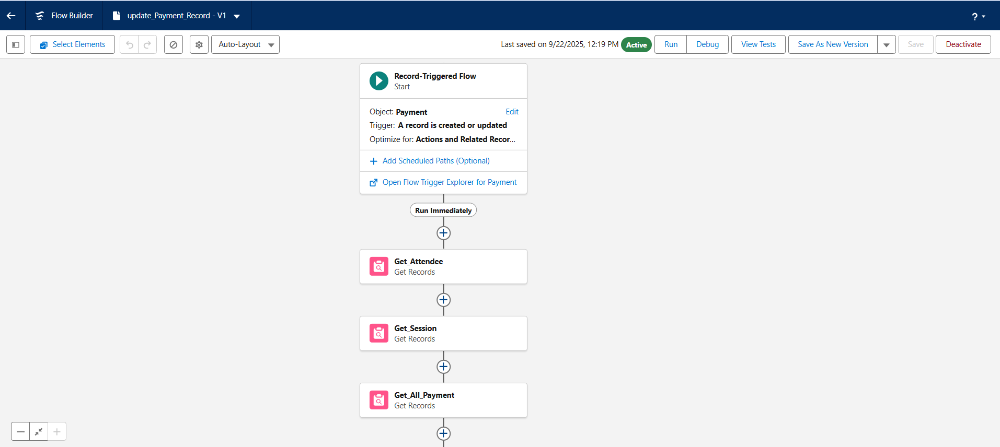 Flow Builder
update_Payment_Record - V1
?
Select Elements
Auto-Layout
Last saved on 9/22/2025, 12:19 PM
Active
Run
Debug
View Tests
Save As New Version
Save
Deactivate
Record-Triggered Flow
Start
Object: Payment
Edit
Trigger: A record is created or updated
Optimize for: Actions and Related Recor...
Add Scheduled Paths (Optional)
Open Flow Trigger Explorer for Payment
Run Immediately
Get_Attendee
Get Records
Get_Session
Get Records
Get_All_Payment
Get Records